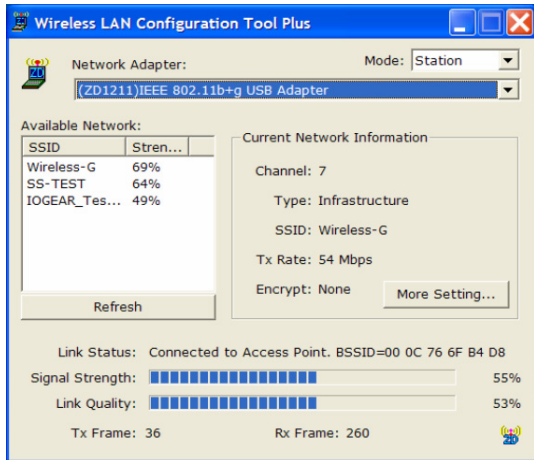 Wireless LAN Configuration Tool Plus
Network Adapter:
Mode: Station
(ZD1211)IEEE 802.11b+g USB Adapter
Available Network:
SSID Stren...
Wireless-G 69%
SS-TEST 64%
IOGEAR_Tes... 49%
Refresh
Current Network Information
Channel: 7
Type: Infrastructure
SSID: Wireless-G
Tx Rate: 54 Mbps
Encrypt: None
More Setting...
Link Status: Connected to Access Point. BSSID=00 0C 76 6F B4 D8
Signal Strength: 55%
Link Quality: 53%
Tx Frame: 36 Rx Frame: 260
ZD